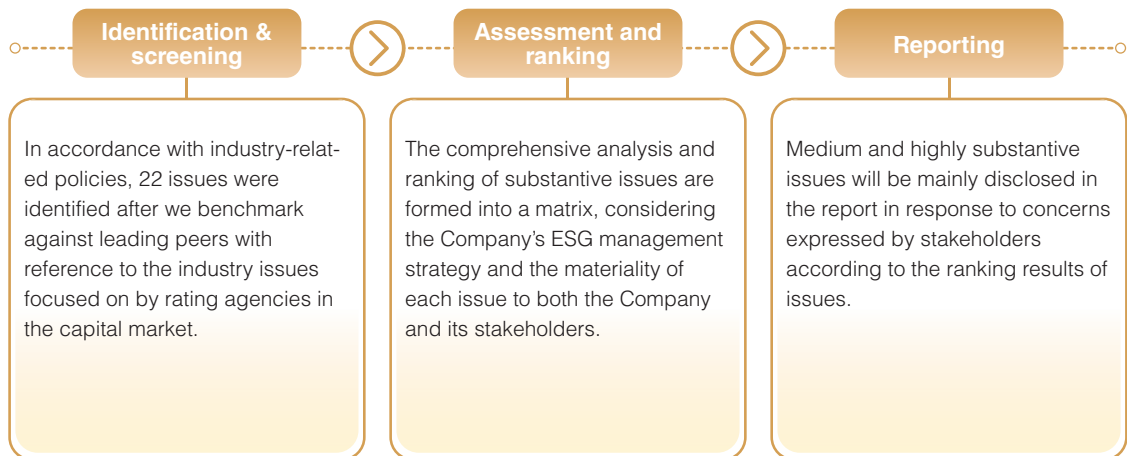 Identification &
screening
In accordance with industry-relat-
ed policies, 22 issues were
identified after we benchmark
against leading peers with
reference to the industry issues
focused on by rating agencies in
the capital market.
Assessment and
ranking
The comprehensive analysis and
ranking of substantive issues are
formed into a matrix, considering
the Company’s ESG management
strategy and the materiality of
each issue to both the Company
and its stakeholders.
Reporting
Medium and highly substantive
issues will be mainly disclosed in
the report in response to concerns
expressed by stakeholders
according to the ranking results of
issues.